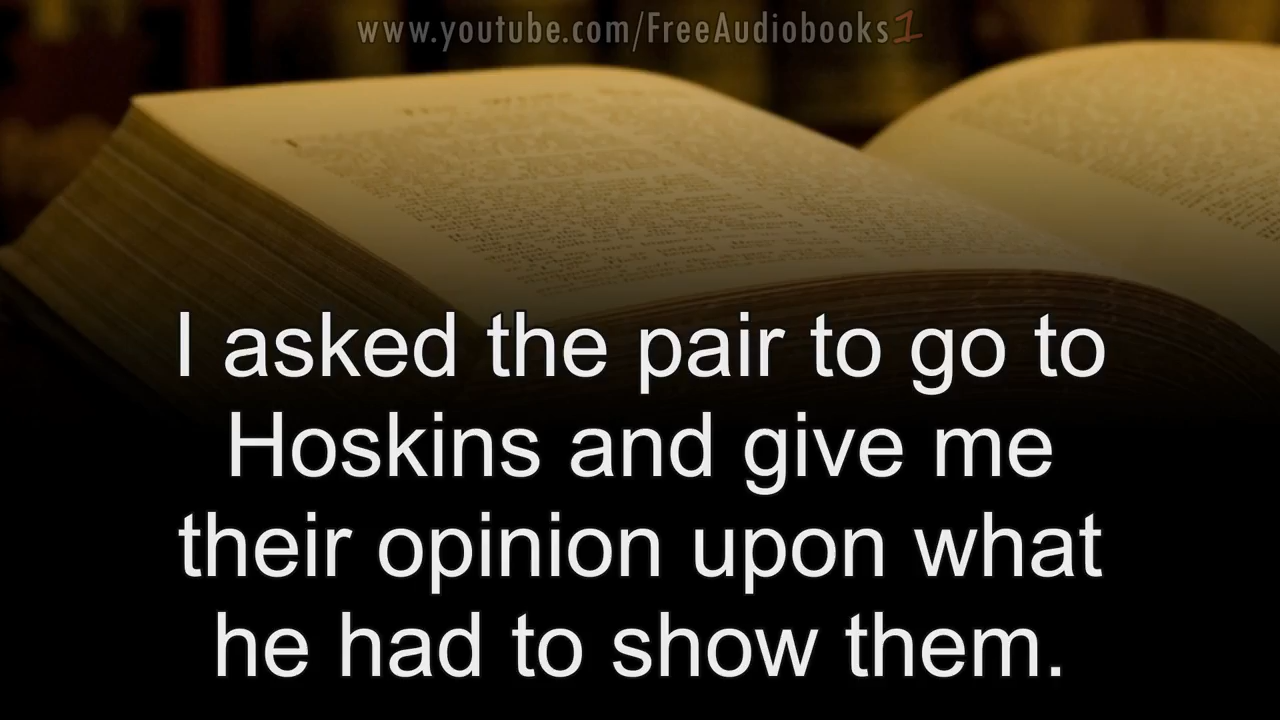 www.youtube.com/FreeAudiobooks1
I asked the pair to go to
Hoskins and give me
their opinion upon what
he had to show them.